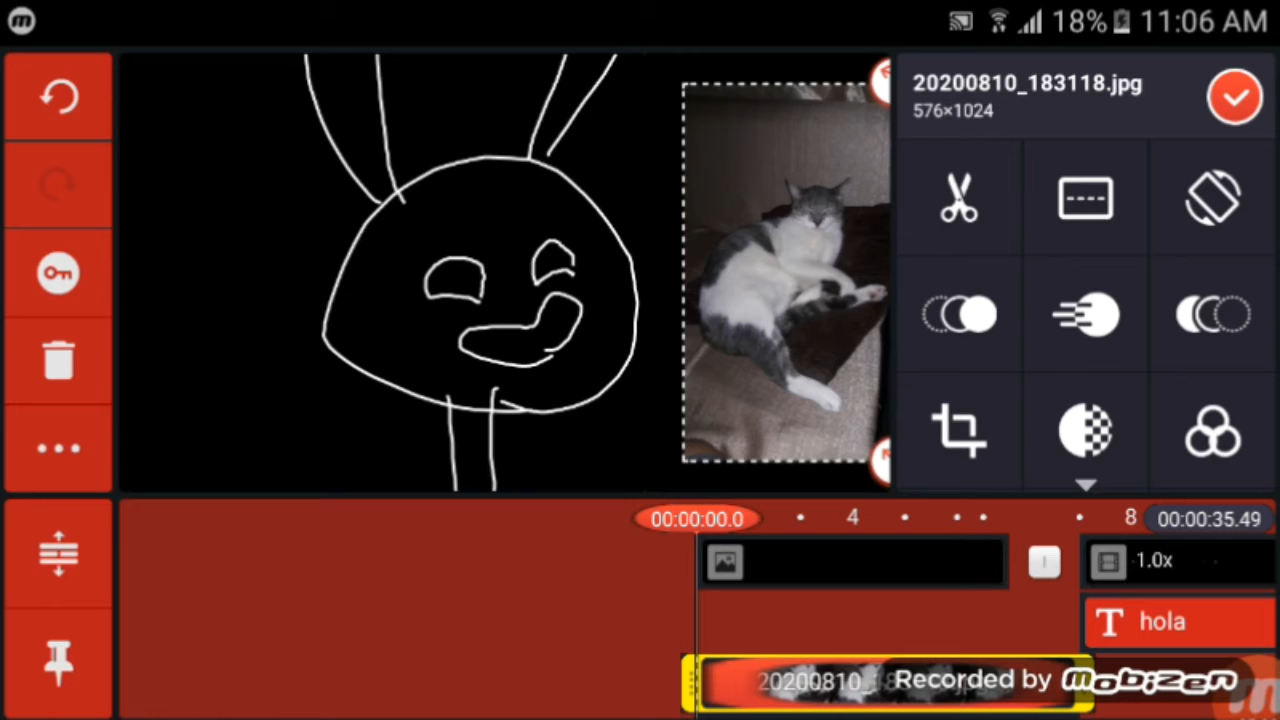 18% 11:06 AM
20200810_183118.jpg
576×1024
00:00:00.0
4
8
00:00:35.49
1.0x
T hola
20200810_18
Recorded by mobizen